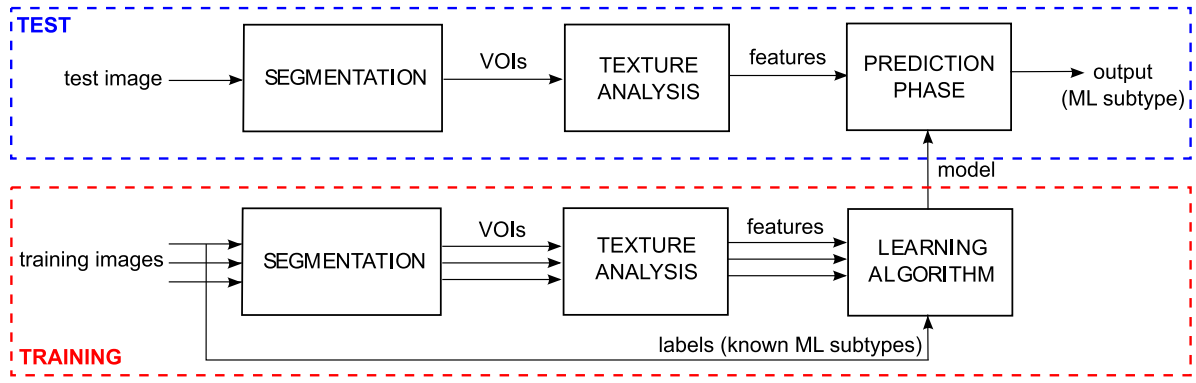 TEST
test image
SEGMENTATION
VOIs
TEXTURE
ANALYSIS
features
PREDICTION
PHASE
output
(ML subtype)
model
training images
SEGMENTATION
VOIs
TEXTURE
ANALYSIS
features
LEARNING
ALGORITHM
labels (known ML subtypes)
TRAINING